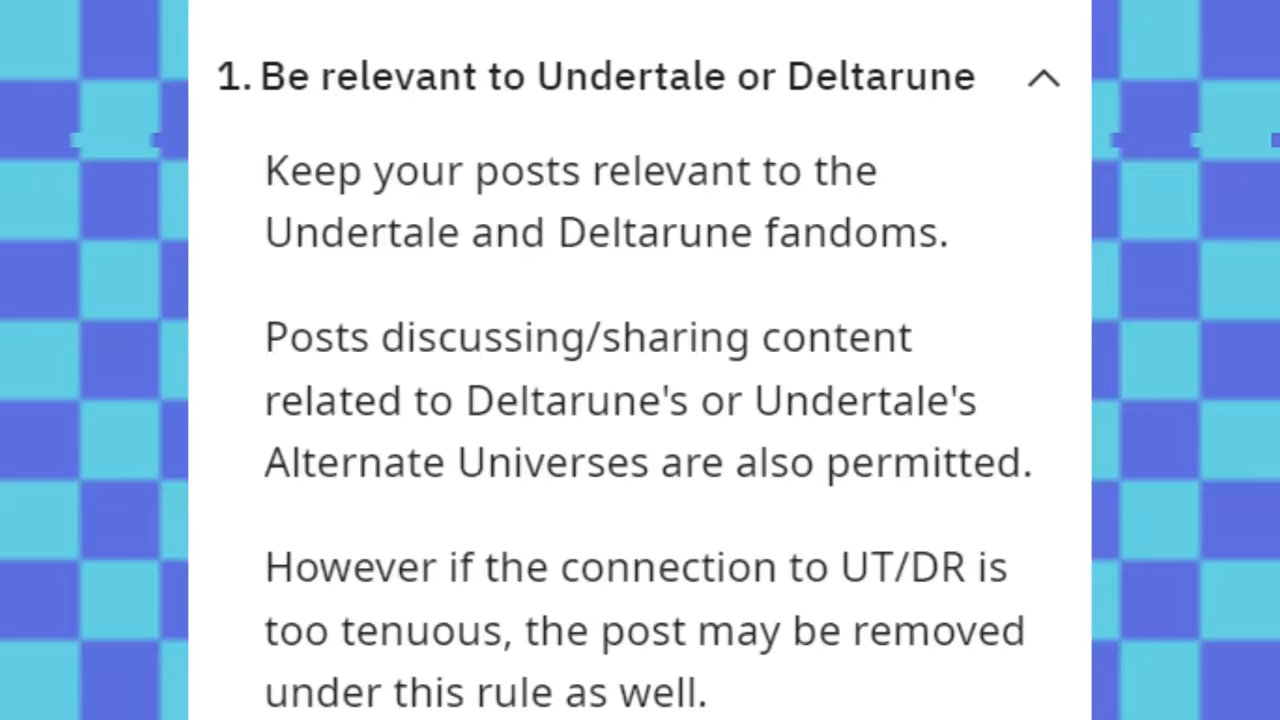 1. Be relevant to Undertale or Deltarune
Keep your posts relevant to the
Undertale and Deltarune fandoms.
Posts discussing/sharing content
related to Deltarune's or Undertale's
Alternate Universes are also permitted.
However if the connection to UT/DR is
too tenuous, the post may be removed
under this rule as well.